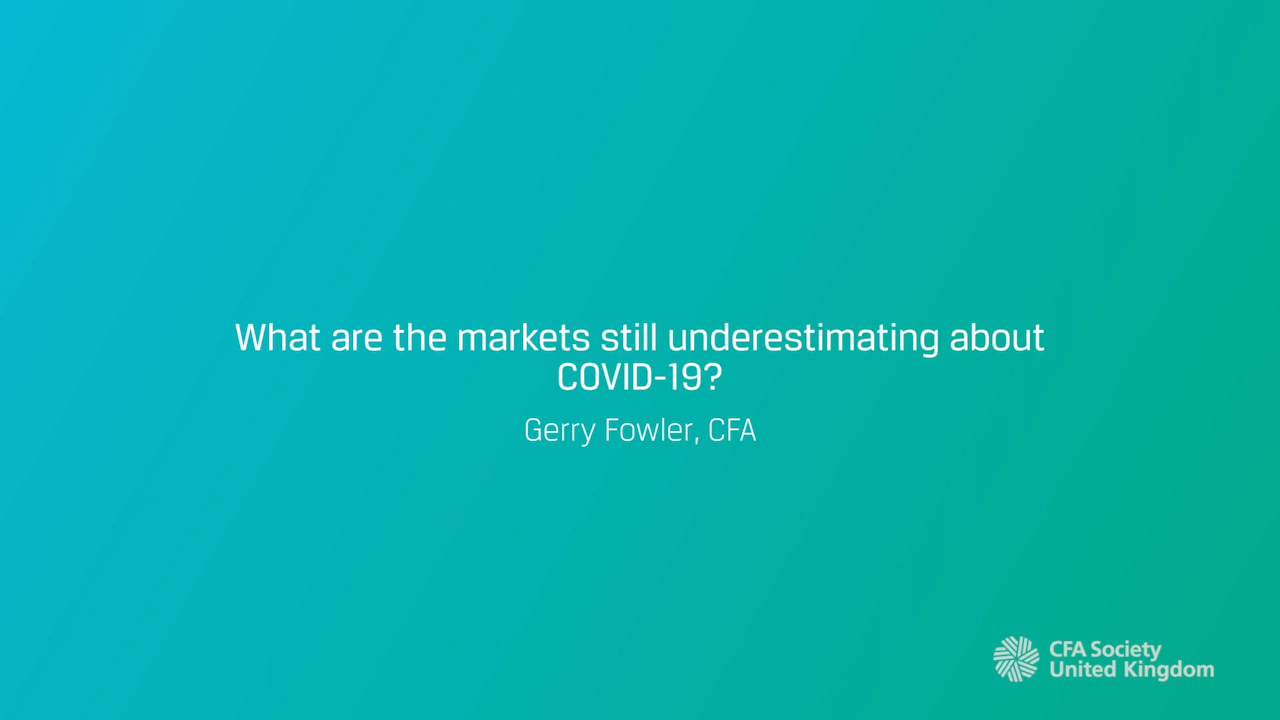 What are the markets still underestimating about
COVID-19?
Gerry Fowler, CFA
CFA Society
United Kingdom